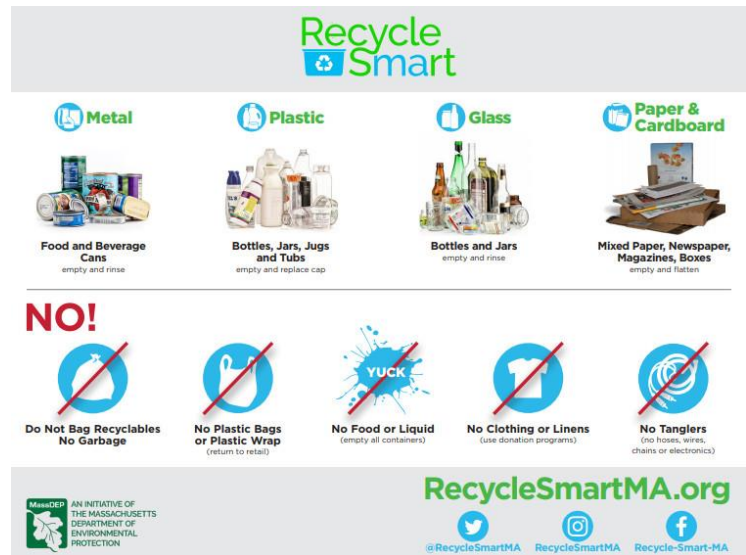 Recycle
Smart
Metal
Plastic
Glass
Paper &
Cardboard
Food and Beverage
Cans
empty and rinse
Bottles, Jars, Jugs
and Tubs
empty and replace cap
Bottles and Jars
empty and rinse
Mixed Paper, Newspaper,
Magazines, Boxes
empty and flatten
NO!
YUCK
Do Not Bag Recyclables
No Garbage
No Plastic Bags
or Plastic Wrap
(return to retail)
No Food or Liquid
(empty all containers)
No Clothing or Linens
(use donation programs)
No Tanglers
(no hoses, wires,
chains or electronics)
MassDEP
AN INITIATIVE OF
THE MASSACHUSETTS
DEPARTMENT OF
ENVIRONMENTAL
PROTECTION
RecycleSmartMA.org
@RecycleSmartMA
RecycleSmartMA
Recycle-Smart-MA